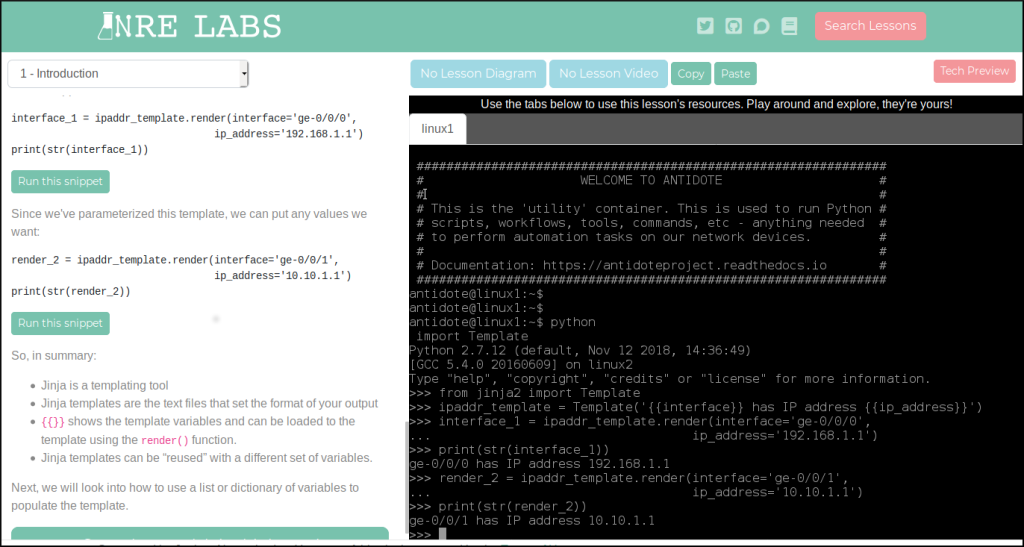 NRE LABS
Search Lessons
1 - Introduction
No Lesson Diagram
No Lesson Video
Copy
Paste
Tech Preview
interface_1 = ipaddr_template.render(interface='ge-0/0/0',
ip_address='192.168.1.1')
print(str(interface_1))
Run this snippet
Since we've parameterized this template, we can put any values we
want:
render_2 = ipaddr_template.render(interface='ge-0/0/1',
ip_address='10.10.1.1')
print(str(render_2))
Run this snippet
So, in summary:
Jinja is a templating tool
Jinja templates are the text files that set the format of your output
{{}} shows the template variables and can be loaded to the
template using the render() function.
Jinja templates can be “reused” with a different set of variables.
Next, we will look into how to use a list or dictionary of variables to
populate the template.
Use the tabs below to use this lesson's resources. Play around and explore, they're yours!
linux1
###############################################################
# WELCOME TO ANTIDOTE #
# #
# This is the 'utility' container. This is used to run Python #
# scripts, workflows, tools, commands, etc - anything needed #
# to perform automation tasks on our network devices. #
# #
# Documentation: https://antidoteproject.readthedocs.io #
###############################################################
antidote@linux1:~$
antidote@linux1:~$
antidote@linux1:~$ python
import Template
Python 2.7.12 (default, Nov 12 2018, 14:36:49)
[GCC 5.4.0 20160609] on linux2
Type "help", "copyright", "credits" or "license" for more information.
>>> from jinja2 import Template
>>> ipaddr_template = Template('{{interface}} has IP address {{ip_address}}')
>>> interface_1 = ipaddr_template.render(interface='ge-0/0/0',
... ip_address='192.168.1.1')
>>> print(str(interface_1))
ge-0/0/0 has IP address 192.168.1.1
>>> render_2 = ipaddr_template.render(interface='ge-0/0/1',
... ip_address='10.10.1.1')
>>> print(str(render_2))
ge-0/0/1 has IP address 10.10.1.1
>>>